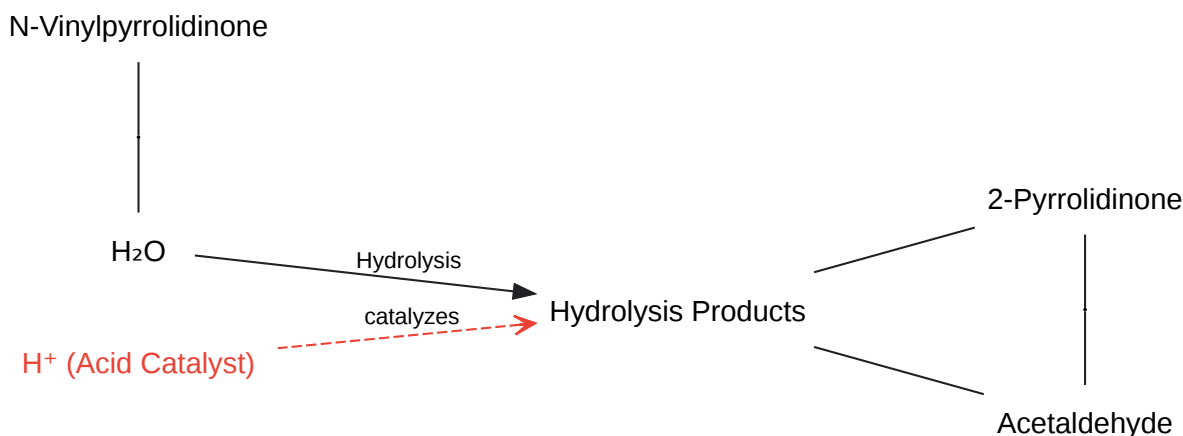 N-Vinylpyrrolidinone
2-Pyrrolidinone
H₂O
Hydrolysis
Hydrolysis Products
catalyzes
H⁺ (Acid Catalyst)
Acetaldehyde